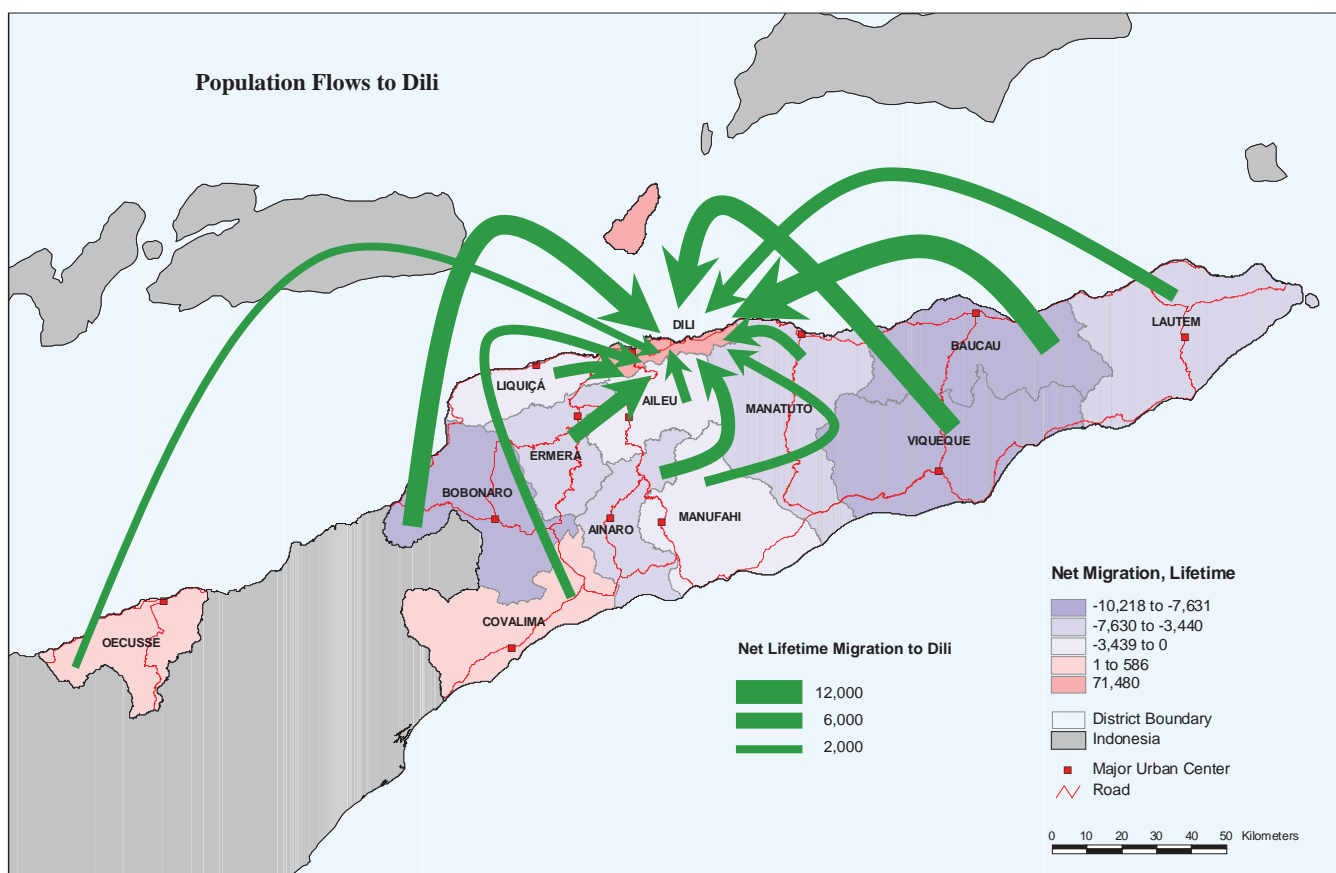 Population Flows to Dili
DILI
LAUTEM
BAUCAU
LIQUIÇÁ
AILEU
MANATUTO
VIQUEQUE
ERMERA
BOBONARO
MANUFAHI
AINARO
COVALIMA
OECUSSE
Net Lifetime Migration to Dili
12,000
6,000
2,000
Net Migration, Lifetime
-10,218 to -7,631
-7,630 to -3,440
-3,439 to 0
1 to 586
71,480
District Boundary
Indonesia
Major Urban Center
Road
0 10 20 30 40 50 Kilometers